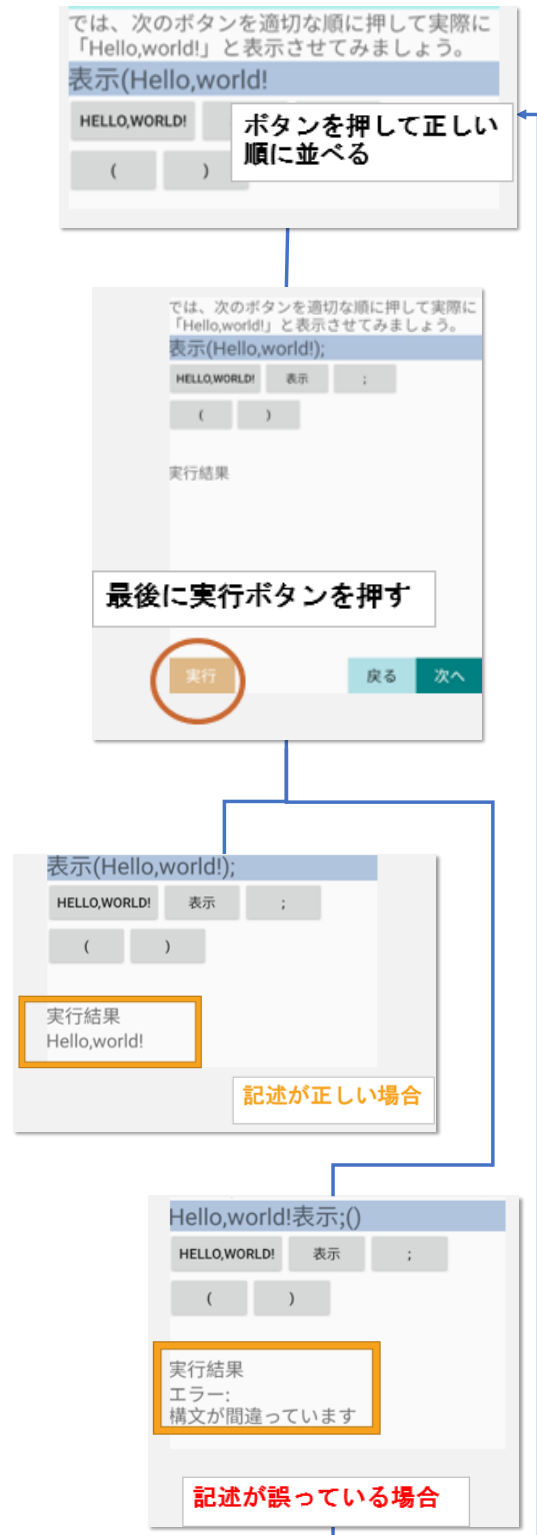 では、次のボタンを適切な順に押して実際に
「Hello,world!」と表示させてみましょう。
表示(Hello,world!
HELLO,WORLD!
ボタンを押して正しい
順に並べる
( )
では、次のボタンを適切な順に押して実際に
「Hello,world!」と表示させてみましょう。
表示(Hello,world!);
HELLO,WORLD! 表示 ;
( )
実行結果
最後に実行ボタンを押す
実行 戻る 次へ
表示(Hello,world!);
HELLO,WORLD! 表示 ;
( )
実行結果
Hello,world!
記述が正しい場合
Hello,world!表示;()
HELLO,WORLD! 表示 ;
( )
実行結果
エラー:
構文が間違っています
記述が誤っている場合